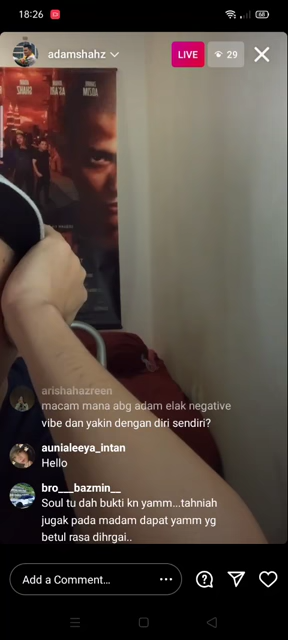 18:26
68
adamshahz
LIVE
29
SHAHZ
arishahazreen
macam mana abg adam elak negative
vibe dan yakin dengan diri sendiri?
aunialeeya_intan
Hello
bro___bazmin__
Soul tu dah bukti kn yamm...tahniah
jugak pada madam dapat yamm yg
betul rasa dihrgai..
Add a Comment...